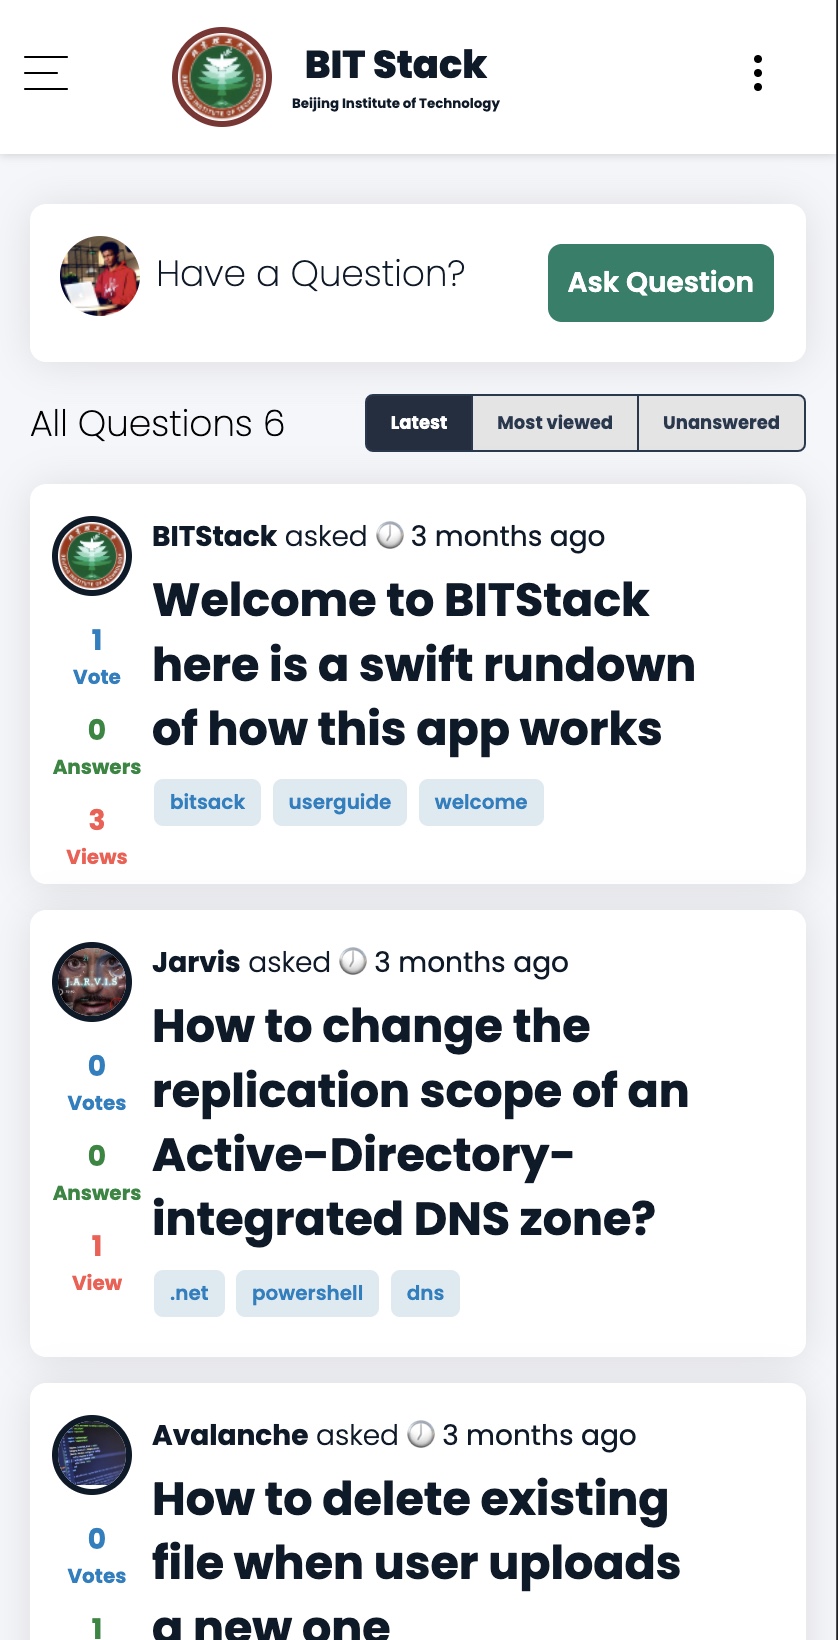 BIT Stack
Beijing Institute of Technology
Have a Question?
Ask Question
All Questions 6
Latest
Most viewed
Unanswered
BITStack asked 3 months ago
Welcome to BITStack
here is a swift rundown
of how this app works
1
Vote
0
Answers
3
Views
bitsack
userguide
welcome
Jarvis asked 3 months ago
J.A.R.V.I.S
How to change the
replication scope of an
Active-Directory-
integrated DNS zone?
0
Votes
0
Answers
1
View
.net
powershell
dns
Avalanche asked 3 months ago
How to delete existing
file when user uploads
a new one
0
Votes
1